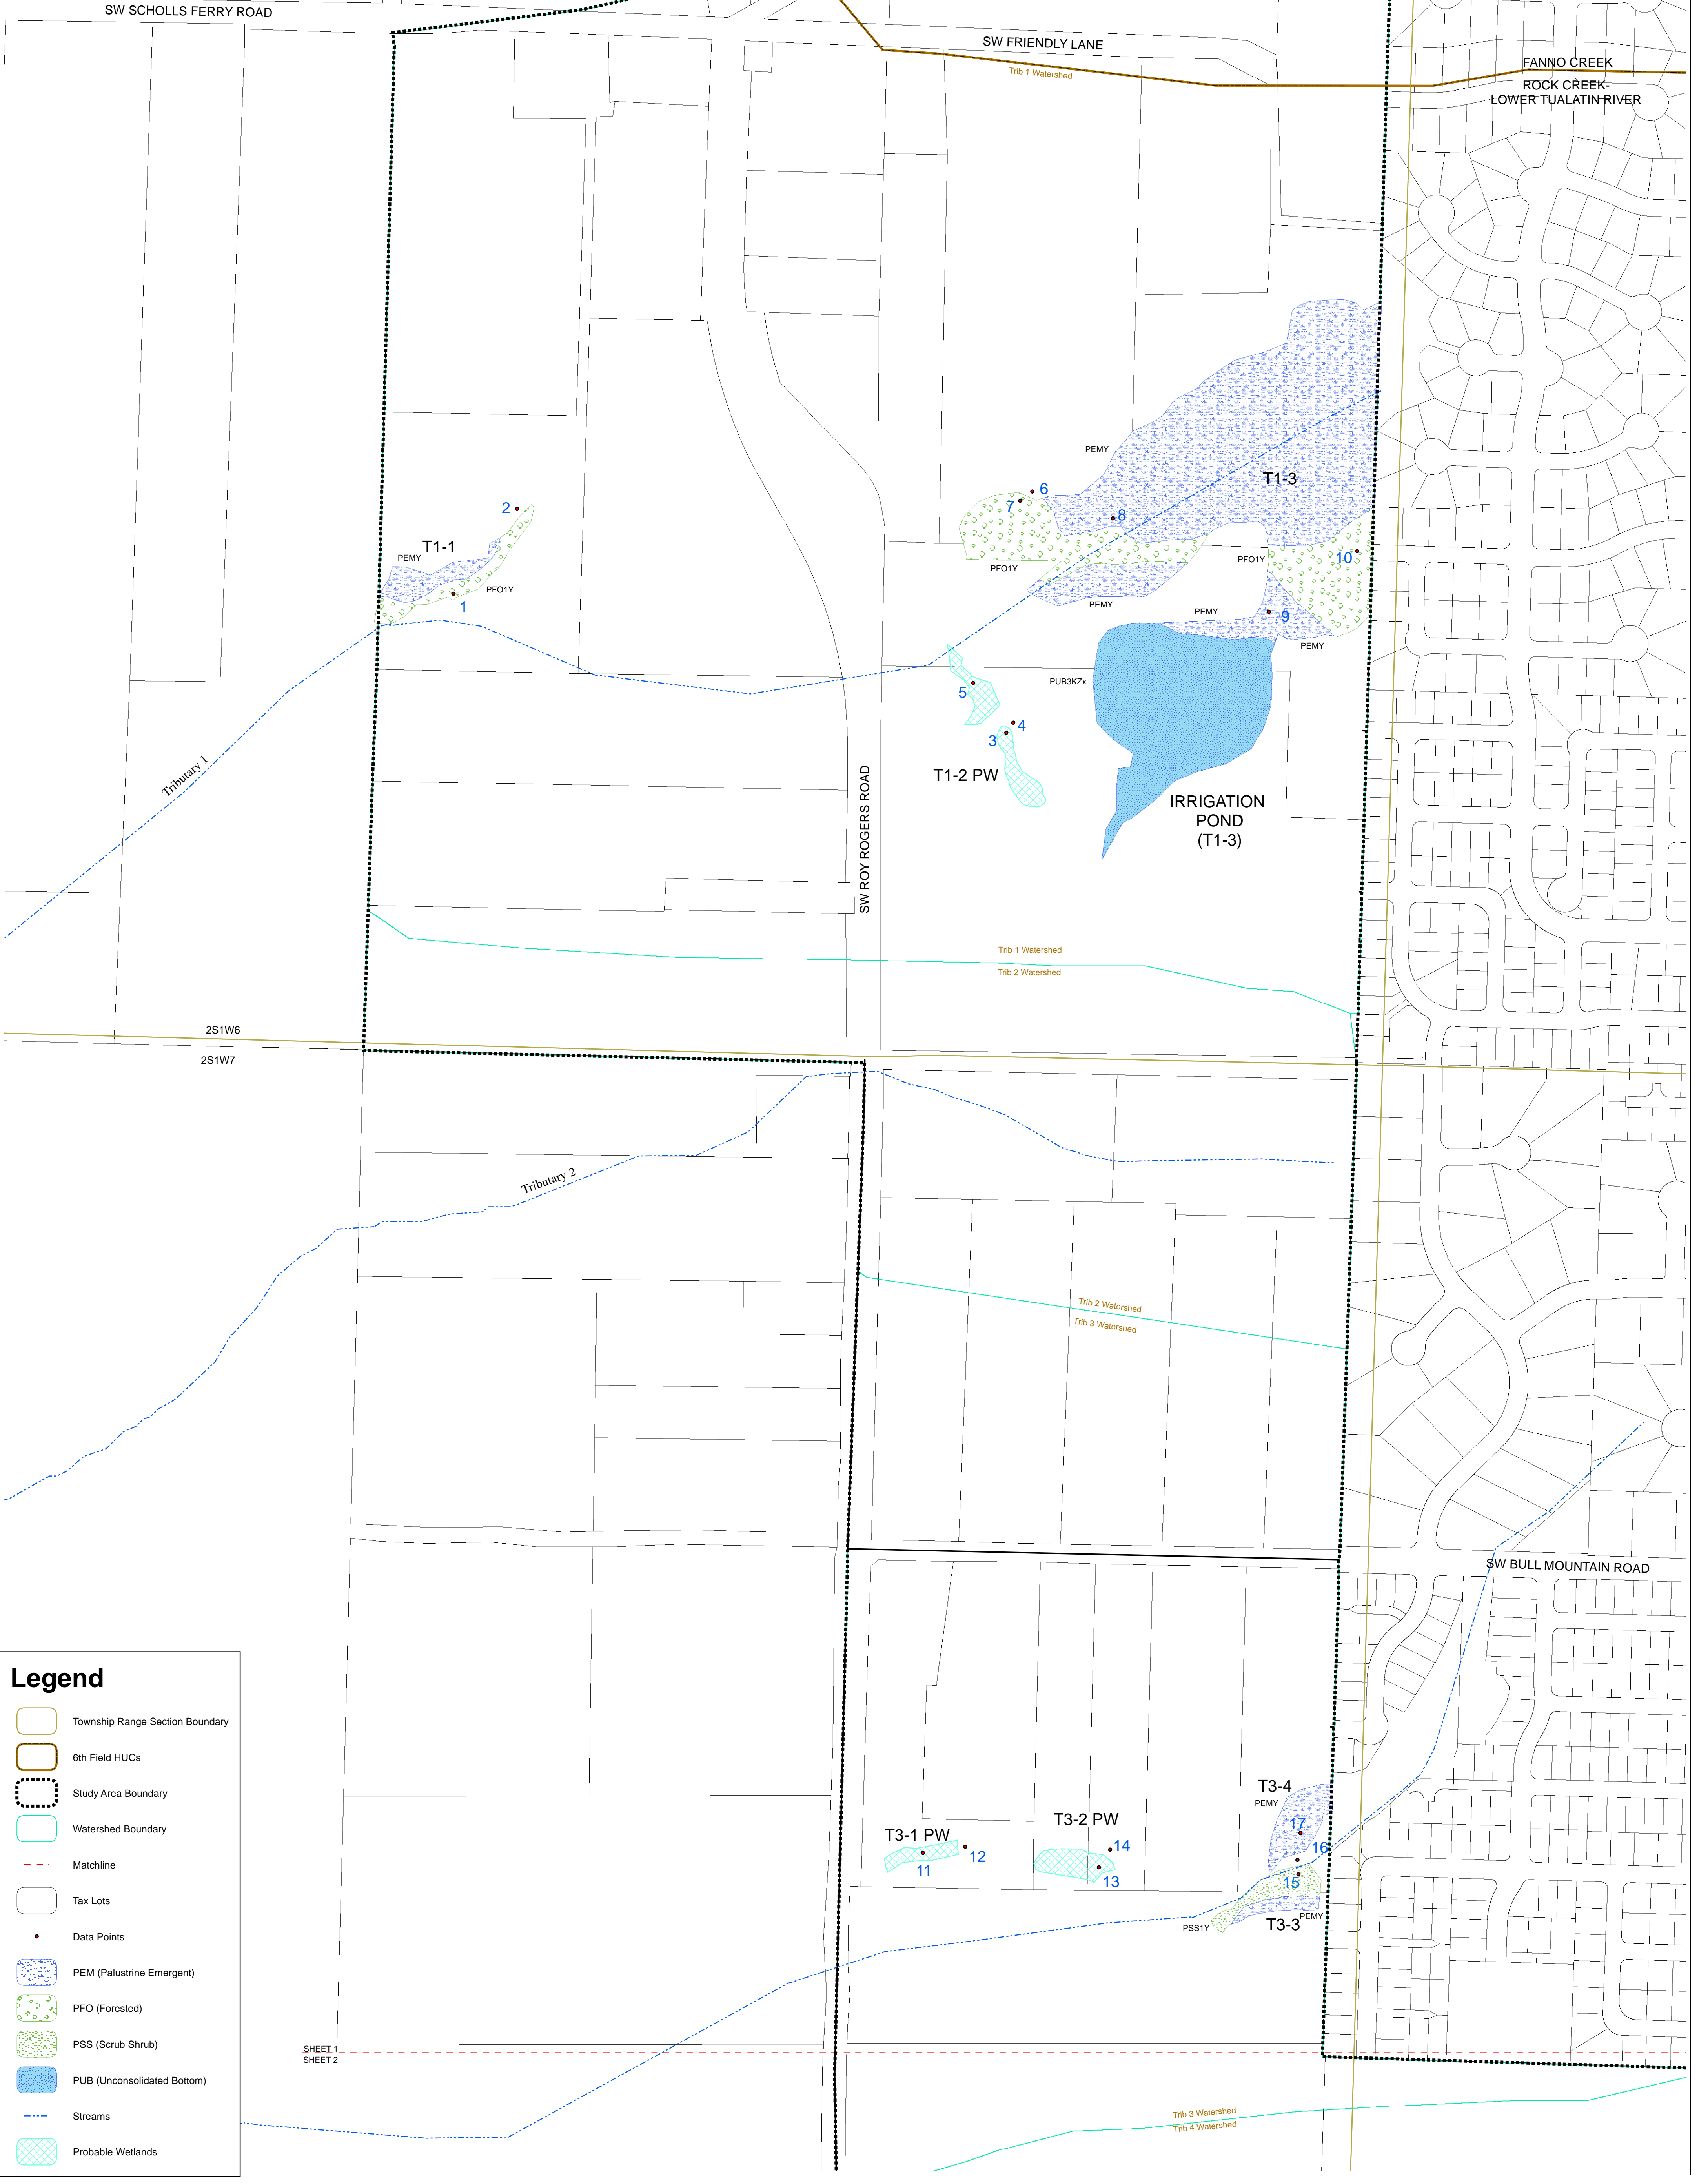 SW SCHOLLS FERRY ROAD
SW FRIENDLY LANE
Trib 1 Watershed
FANNO CREEK
ROCK CREEK-
LOWER TUALATIN RIVER
PEMY
T1-3
6
7
8
2
T1-1
PEMY
PFO1Y
1
PFO1Y
PFO1Y
10
PEMY
PEMY
9
PEMY
PUB3KZx
5
4
3
T1-2 PW
IRRIGATION
POND
(T1-3)
Tributary 1
SW ROY ROGERS ROAD
Trib 1 Watershed
Trib 2 Watershed
2S1W6
2S1W7
Tributary 2
Trib 2 Watershed
Trib 3 Watershed
SW BULL MOUNTAIN ROAD
T3-4
PEMY
17
16
15
T3-1 PW
11
12
T3-2 PW
14
13
PSS1Y
PEMY
T3-3
SHEET 1
SHEET 2
Trib 3 Watershed
Trib 4 Watershed
Legend
Township Range Section Boundary
6th Field HUCs
Study Area Boundary
Watershed Boundary
Matchline
Tax Lots
Data Points
PEM (Palustrine Emergent)
PFO (Forested)
PSS (Scrub Shrub)
PUB (Unconsolidated Bottom)
Streams
Probable Wetlands